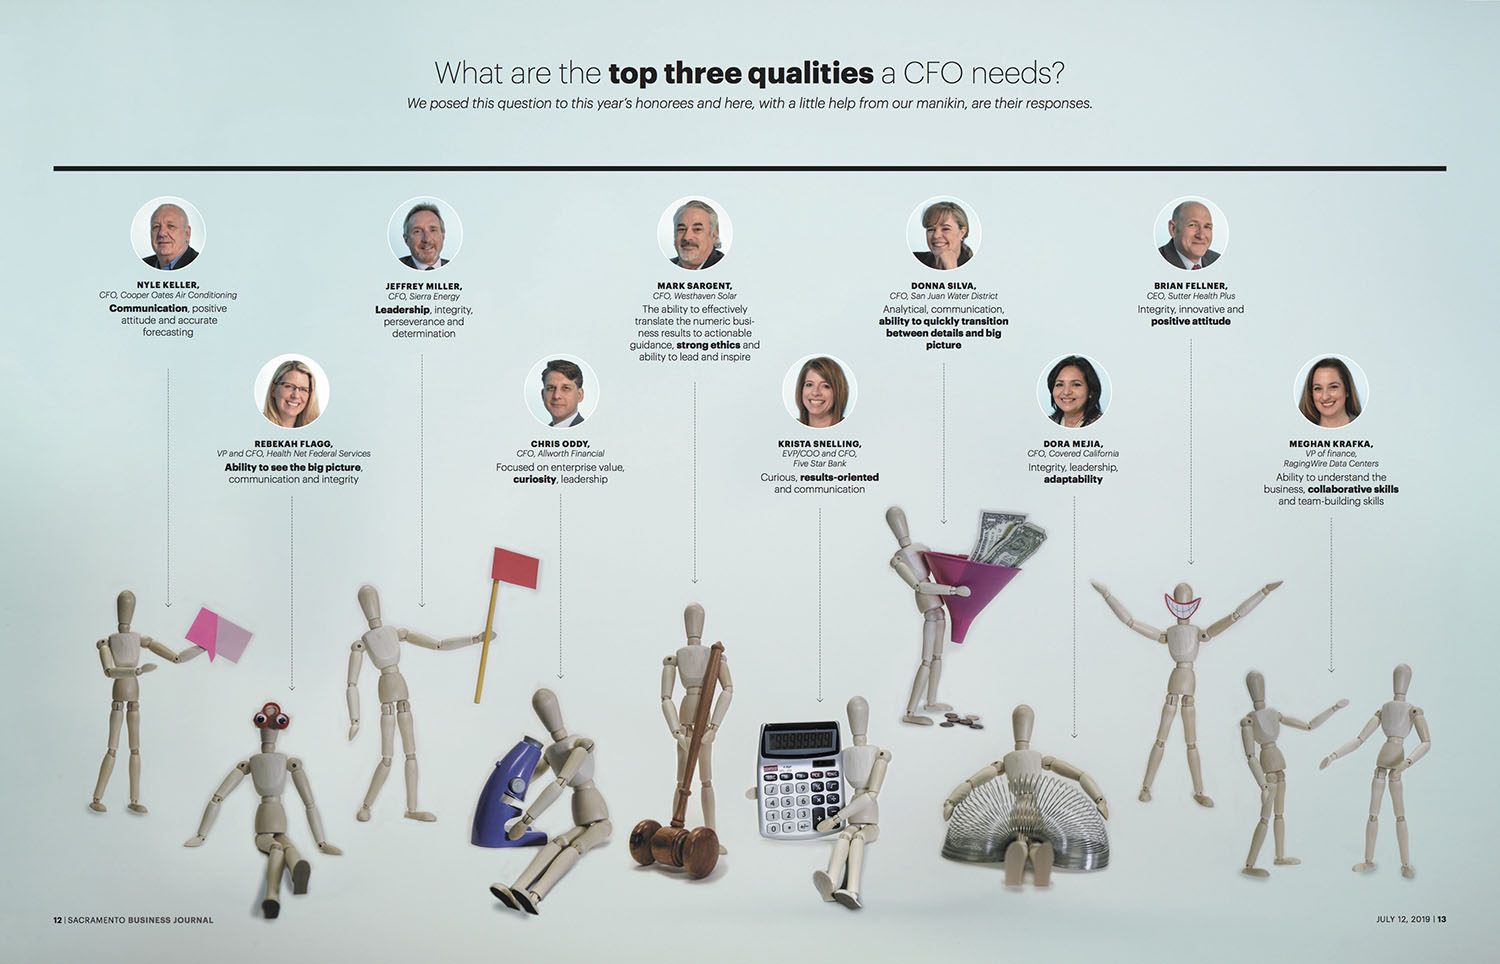 What are the top three qualities a CFO needs?
We posed this question to this year's honorees and here, with a little help from our manikin, are their responses.
NYLE KELLER,
CFO, Cooper Oates Air Conditioning
Communication, positive
attitude and accurate
forecasting
REBEKAH FLAGG,
VP and CFO, Health Net Federal Services
Ability to see the big picture,
communication and integrity
JEFFREY MILLER,
CFO, Sierra Energy
Leadership, integrity,
perseverance and
determination
CHRIS ODDY,
CFO, Allworth Financial
Focused on enterprise value,
curiosity, leadership
MARK SARGENT,
CFO, Westhaven Solar
The ability to effectively
translate the numeric busi-
ness results to actionable
guidance, strong ethics and
ability to lead and inspire
KRISTA SNELLING,
EVP/COO and CFO,
Five Star Bank
Curious, results-oriented
and communication
DONNA SILVA,
CFO, San Juan Water District
Analytical, communication,
ability to quickly transition
between details and big
picture
DORA MEJIA,
CFO, Covered California
Integrity, leadership,
adaptability
BRIAN FELLNER,
CEO, Sutter Health Plus
Integrity, innovative and
positive attitude
MEGHAN KRAFKA,
VP of finance,
RagingWire Data Centers
Ability to understand the
business, collaborative skills
and team-building skills
12 | SACRAMENTO BUSINESS JOURNAL
JULY 12, 2019 | 13